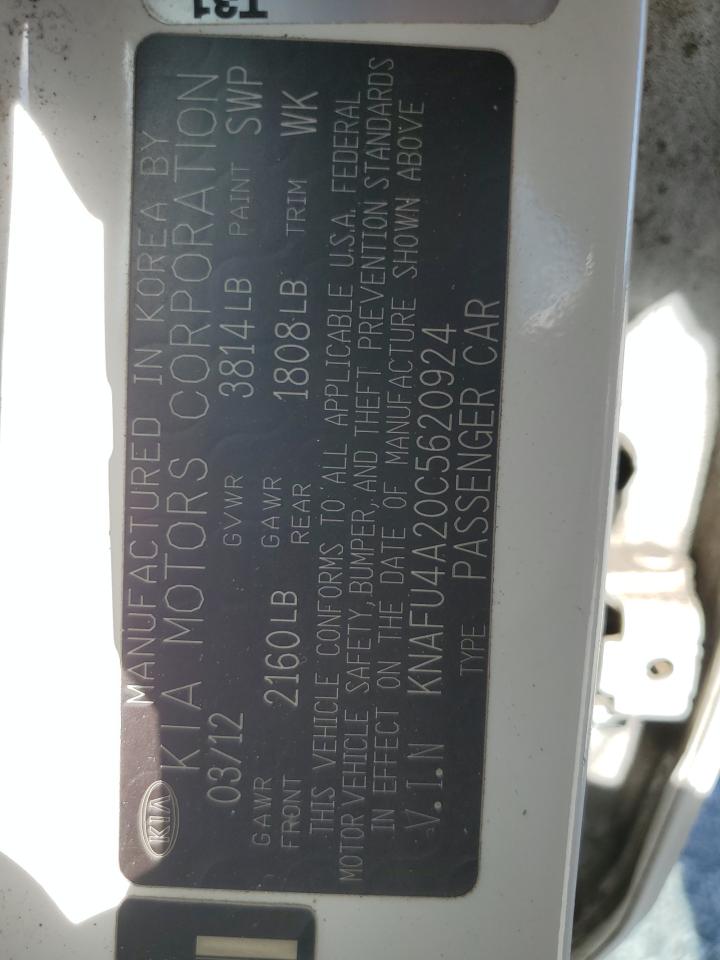 T31
KIA
MANUFACTURED IN KOREA BY
KIA MOTORS CORPORATION
03/12 GVWR 3814LB PAINT SWP
GAWR FRONT 2160LB GAWR REAR 1808LB TRIM WK
THIS VEHICLE CONFORMS TO ALL APPLICABLE U.S.A. FEDERAL
MOTOR VEHICLE SAFETY, BUMPER, AND THEFT PREVENTION STANDARDS
IN EFFECT ON THE DATE OF MANUFACTURE SHOWN ABOVE
V.I.N KNAFU4A20C5620924
TYPE PASSENGER CAR